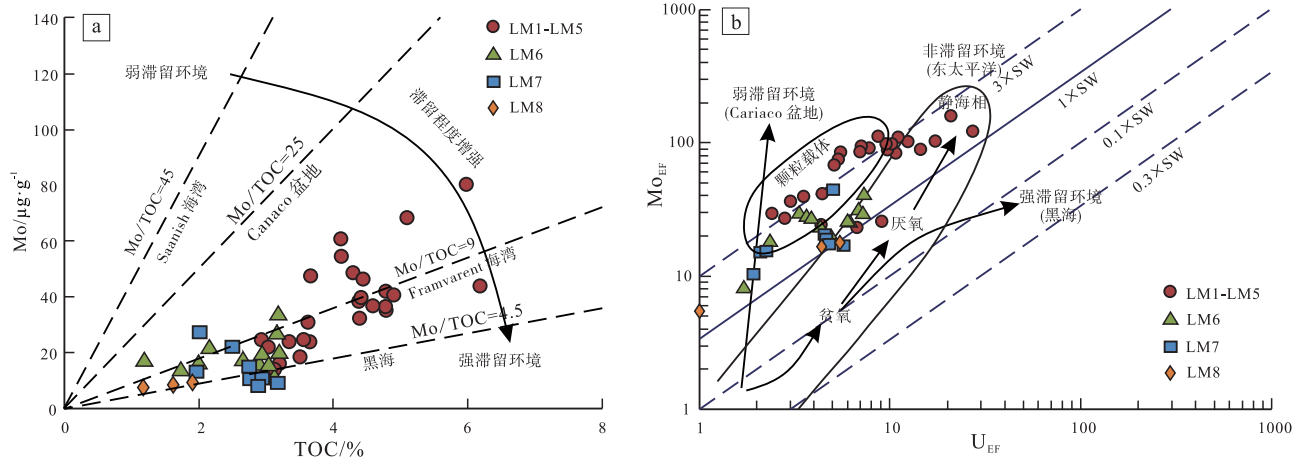 a
140
120
100
80
60
40
20
0
Mo/μg·g⁻¹
0
2
4
6
8
TOC/%
弱滞留环境
滞留程度增强
强滞留环境
Mo/TOC=45
Saanish 海湾
Mo/TOC=25
Canaco 盆地
Mo/TOC=9
Framvarent 海湾
Mo/TOC=4.5
黑海
LM1-LM5
LM6
LM7
LM8
b
1000
100
10
1
Mo_EF
1
10
100
1000
U_EF
弱滞留环境
(Cariaco 盆地)
非滞留环境
(东太平洋)
静海相
颗粒载体
厌氧
贫氧
强滞留环境
(黑海)
3×SW
1×SW
0.1×SW
0.3×SW
LM1-LM5
LM6
LM7
LM8